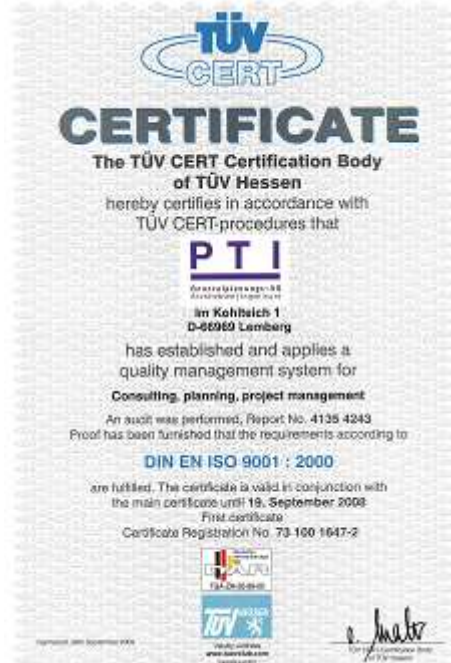 TÜV
CERT
CERTIFICATE
The TÜV CERT Certification Body
of TÜV Hessen
hereby certifies in accordance with
TÜV CERT-procedures that
PTI
Im Kohlteich 1
D-66969 Lemberg
has established and applies a
quality management system for
Consulting, planning, project management
An audit was performed, Report No. 4135 4243
Proof has been furnished that the requirements according to
DIN EN ISO 9001 : 2000
are fulfilled. The certificate is valid in conjunction with
the main certificate until 19. September 2008
First certificate
Certificate Registration No. 73 100 1647-2
TÜV
HESSEN